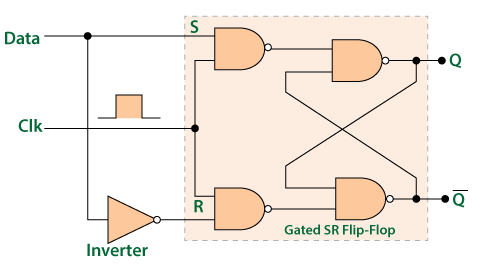 S
Data
Q
Clk
R
Q̅
Gated SR Flip-Flop
Inverter